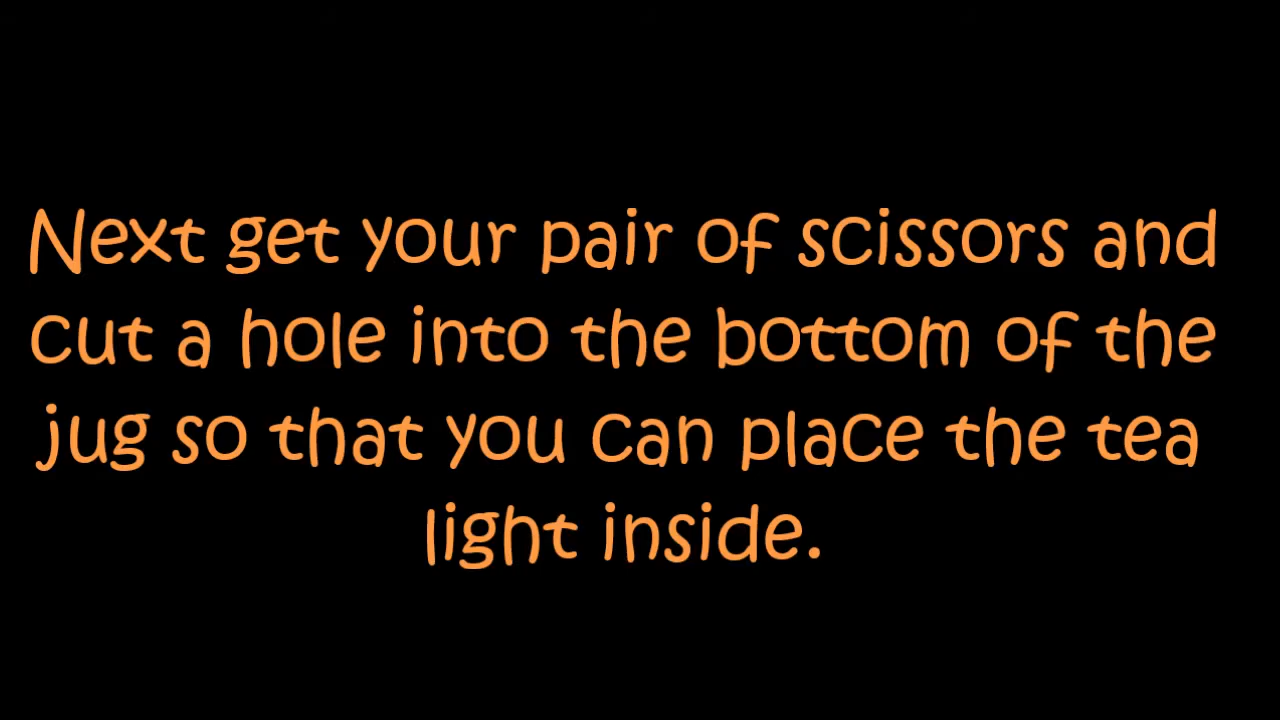 Next get your pair of scissors and
cut a hole into the bottom of the
jug so that you can place the tea
light inside.